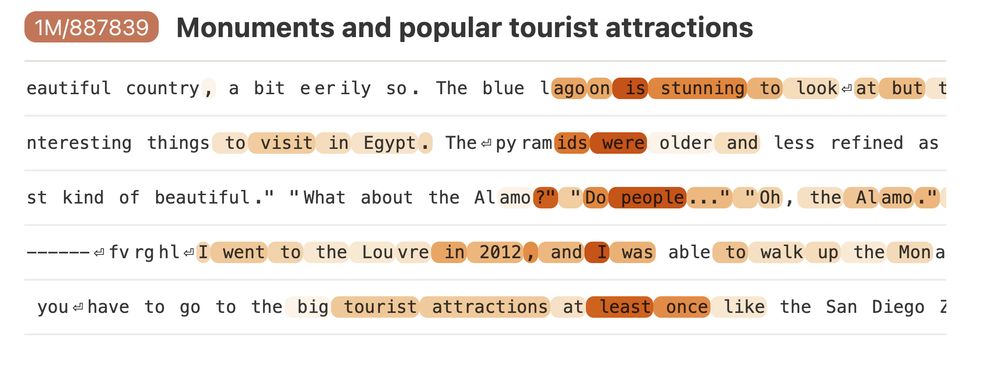 1M/887839 Monuments and popular tourist attractions
eautiful country, a bit eerily so. The blue lagoon is stunning to look⏎at but t
nteresting things to visit in Egypt. The⏎pyramids were older and less refined as
st kind of beautiful." "What about the Alamo?" "Do people..." "Oh, the Alamo."
------⏎fvrghl⏎I went to the Louvre in 2012, and I was able to walk up the Mona
you⏎have to go to the big tourist attractions at least once like the San Diego Z